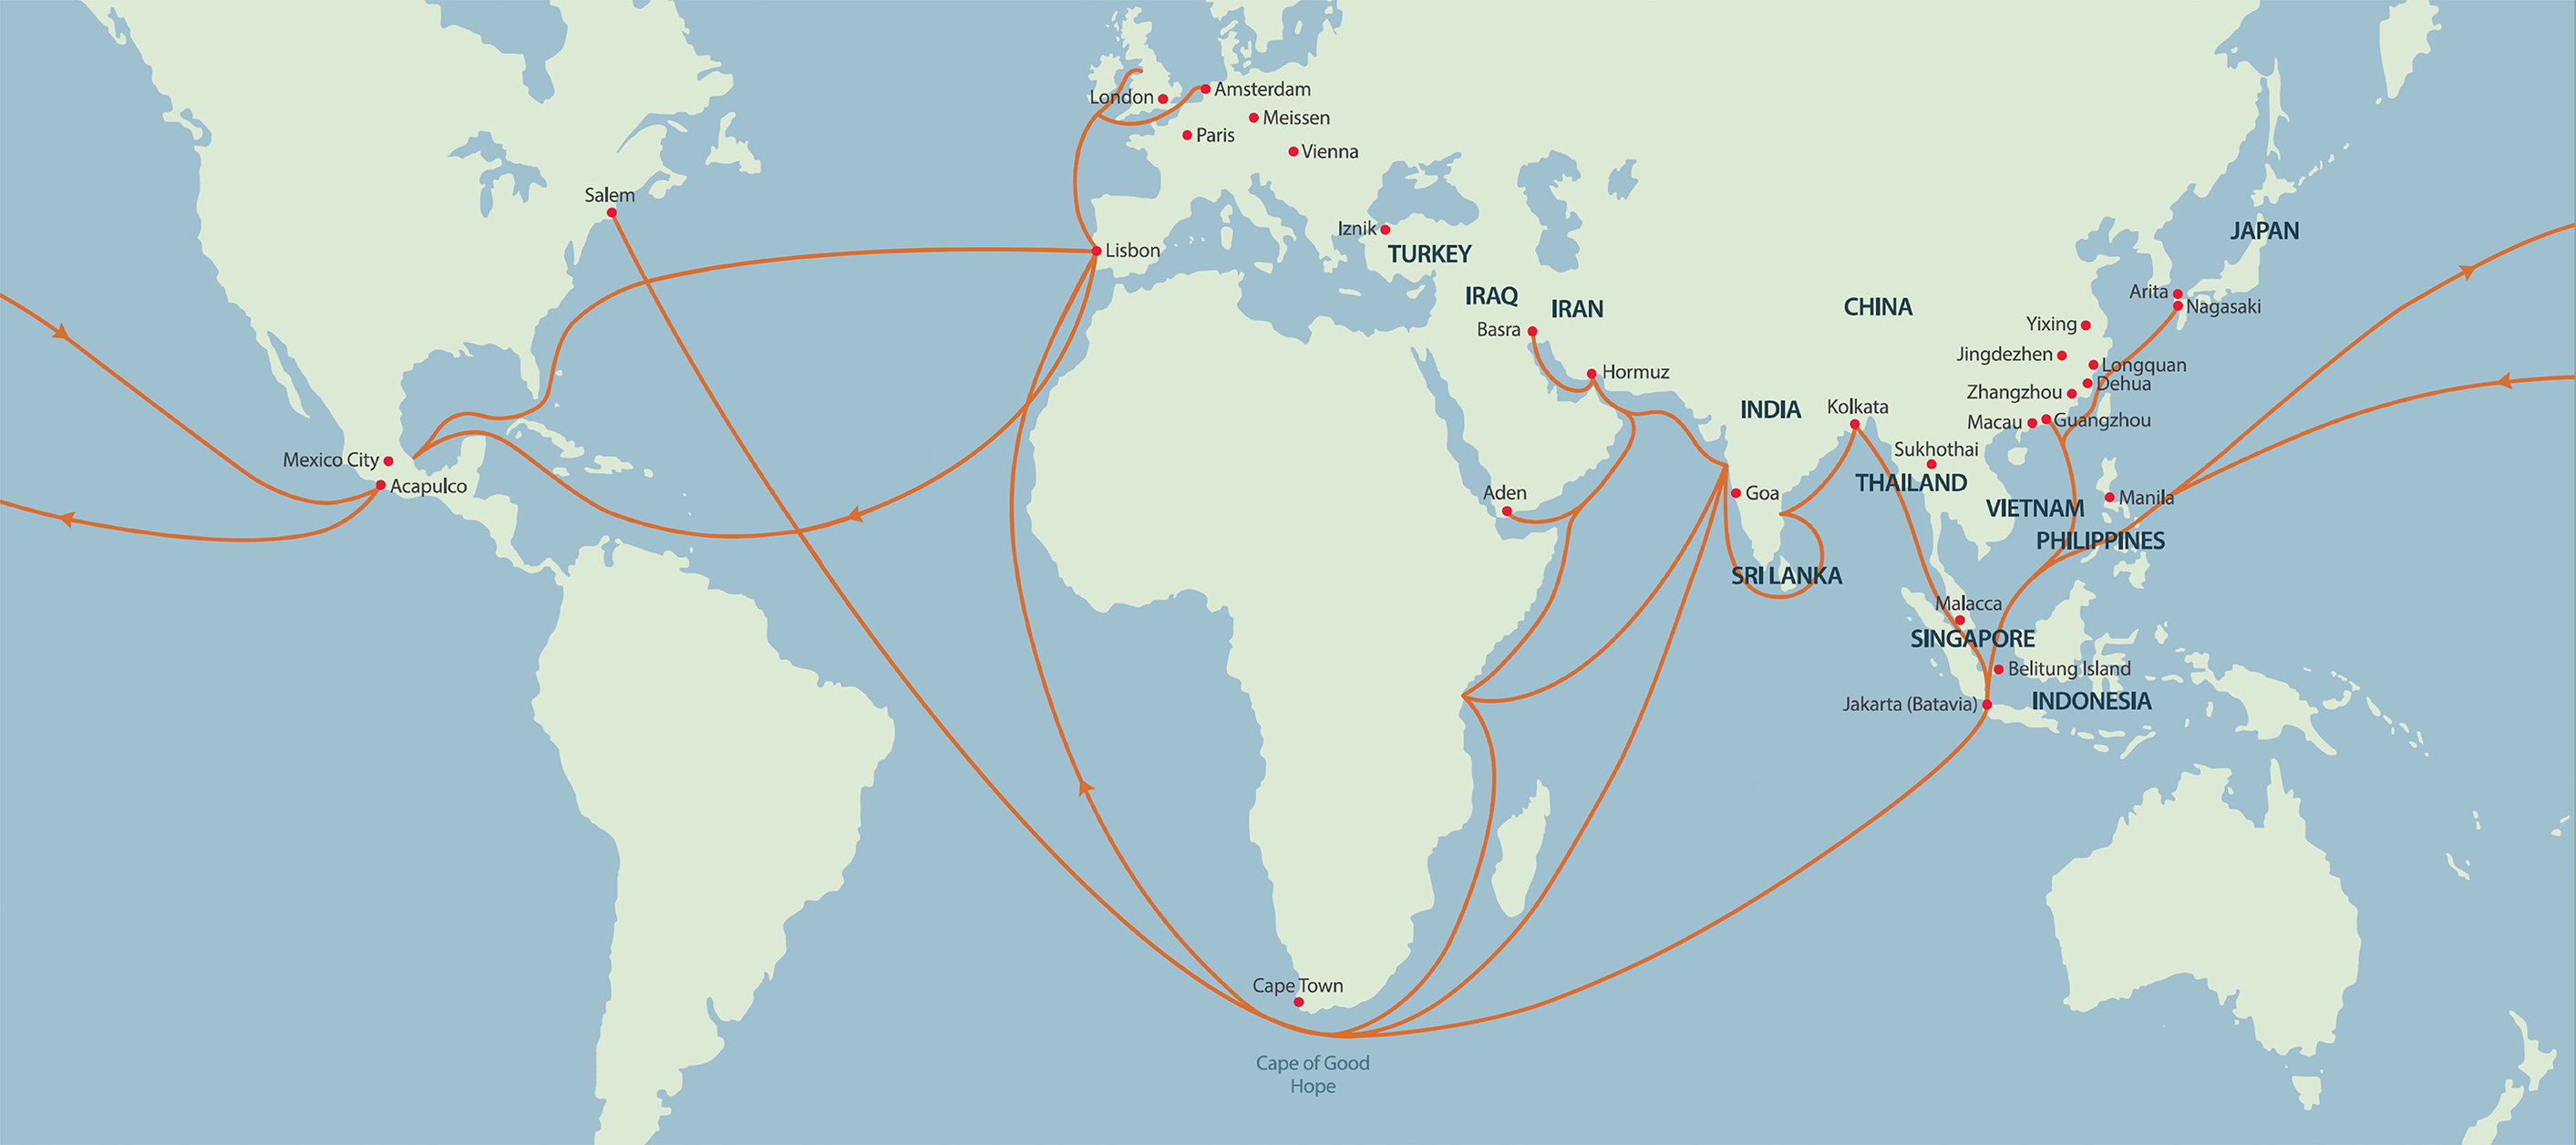 London
Amsterdam
Meissen
Paris
Vienna
Salem
Iznik
TURKEY
Lisbon
JAPAN
IRAQ
IRAN
CHINA
Arita
Nagasaki
Basra
Yixing
Jingdezhen
Longquan
Hormuz
Dehua
Zhangzhou
INDIA
Kolkata
Macau
Guangzhou
Sukhothai
Mexico City
THAILAND
Acapulco
Aden
Goa
Manila
VIETNAM
PHILIPPINES
SRI LANKA
Malacca
SINGAPORE
Belitung Island
INDONESIA
Jakarta (Batavia)
Cape Town
Cape of Good
Hope